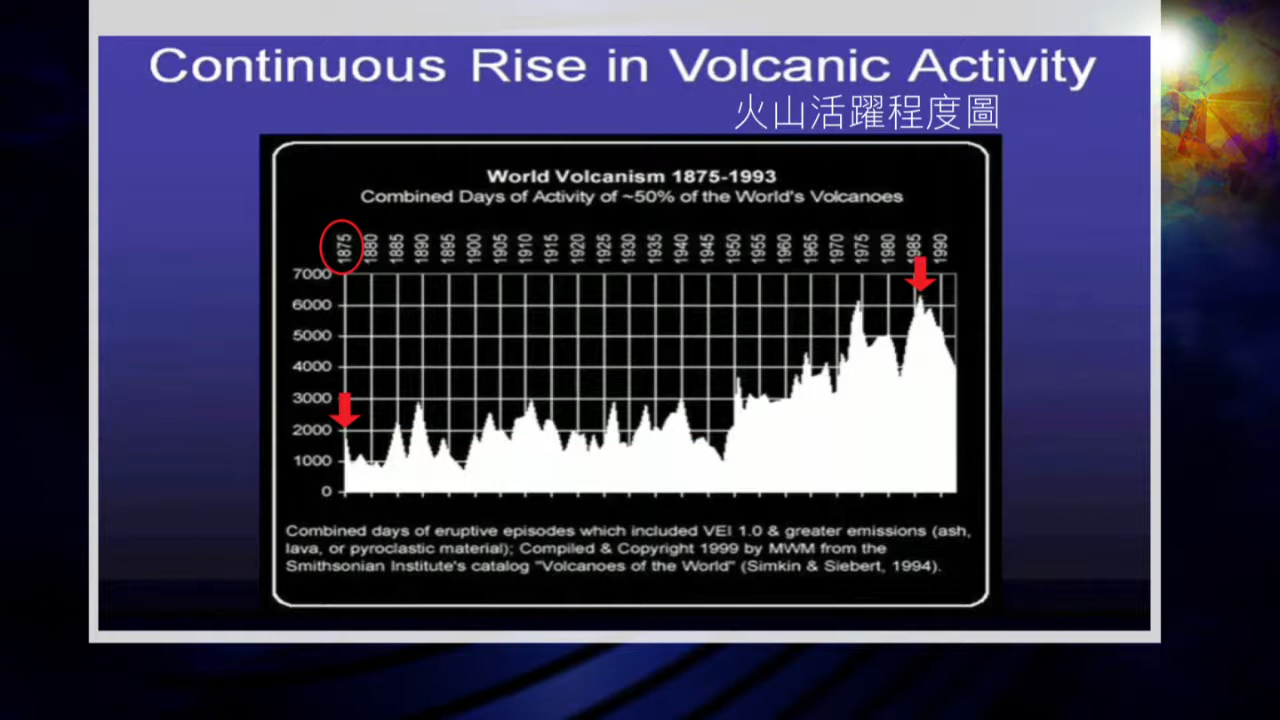 Continuous Rise in Volcanic Activity
火山活躍程度圖
World Volcanism 1875-1993
Combined Days of Activity of ~50% of the World's Volcanoes
1875 1880 1885 1890 1895 1900 1905 1910 1915 1920 1925 1930 1935 1940 1945 1950 1955 1960 1965 1970 1975 1980 1985 1990
7000
6000
5000
4000
3000
2000
1000
0
Combined days of eruptive episodes which included VEI 1.0 & greater emissions (ash,
lava, or pyroclastic material); Compiled & Copyright 1999 by MWM from the
Smithsonian Institute's catalog "Volcanoes of the World" (Simkin & Siebert, 1994).